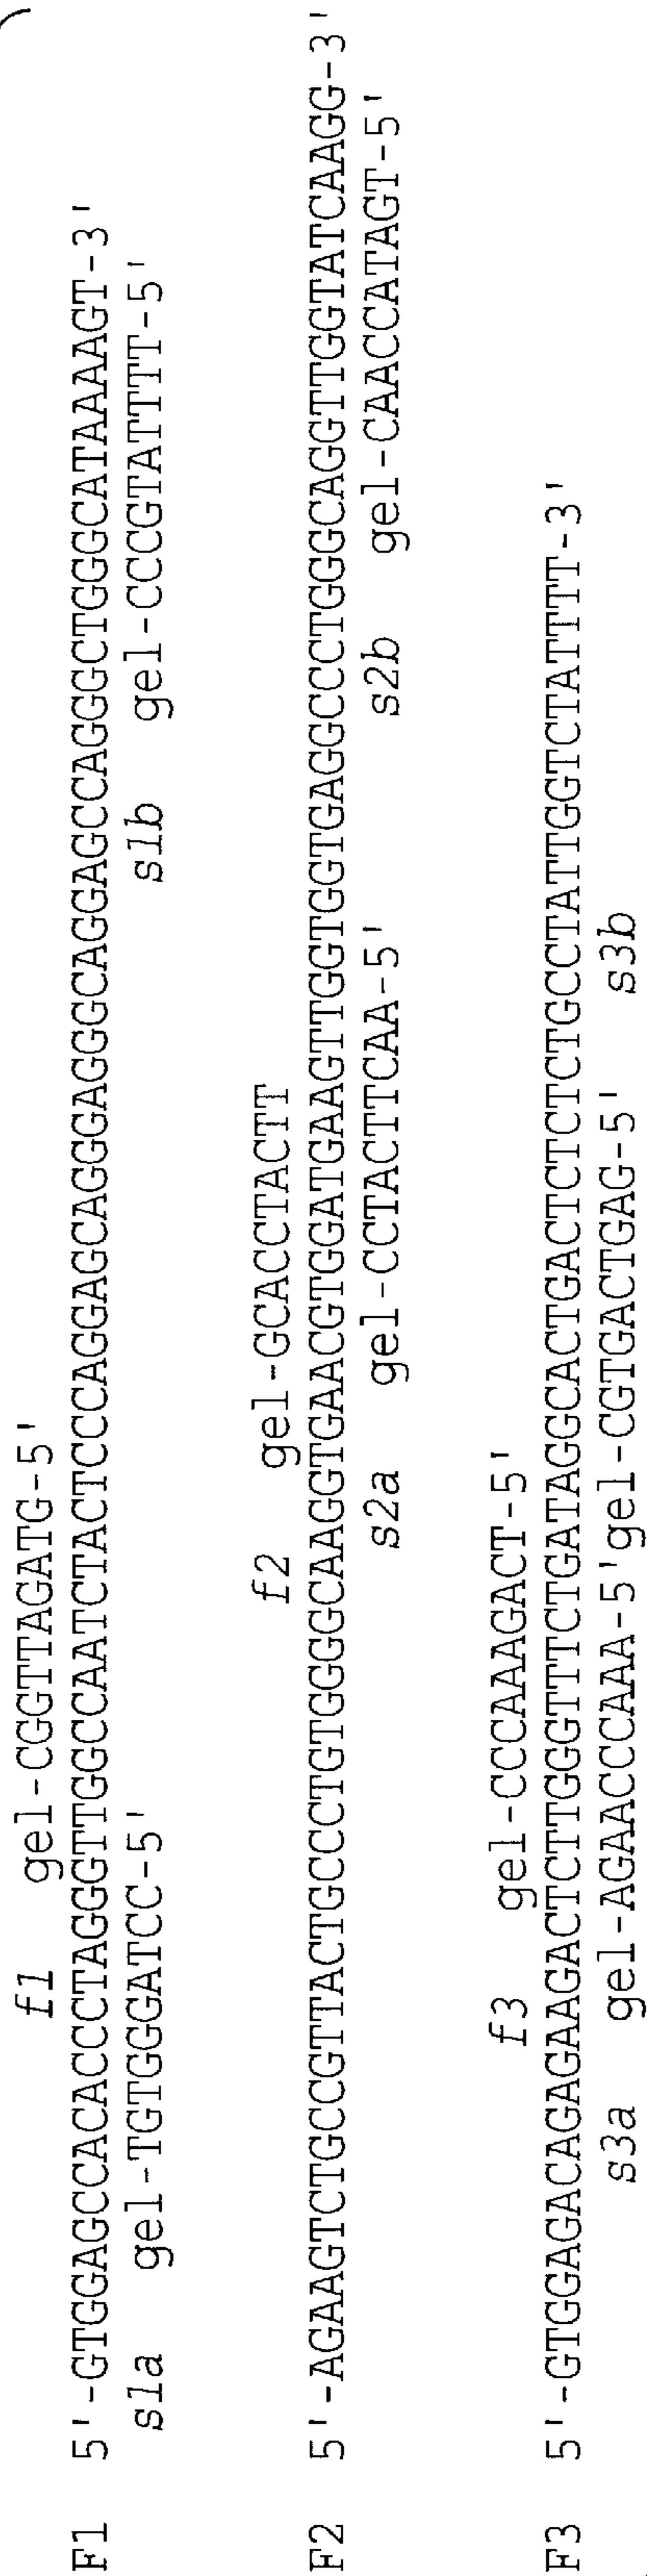 f1 gel-CGGTTAGATG-5'
F1 5'-GTGGAGCCACACCCTAGGGTTGGCCAATCTACTCCCAGGAGCAGGGAGGGCAGGAGCCAGGGCTGGGCATAAAAGT-3'
s1a gel-TGTGGGATCC-5' s1b gel-CCCGTATTTT-5'
f2 gel-GCACCTACTT
F2 5'-AGAAGTCTGCCGTTACTGCCCTGTGGGGCAAGGTGAACGTGGATGAAGTTGGTGGTGAGGCCCTGGGCAGGTTGGTATCAAGG-3'
s2a gel-CCTACTTCAA-5' s2b gel-CAACCATAGT-5'
f3 gel-CCCAAAGACT-5'
F3 5'-GTGGAGACAGAGAAGACTCTTGGGTTTCTGATAGGCACTGACTCTCTCTGCCTATTGGTCTATTTT-3'
s3a gel-AGAACCCAAA-5'gel-CGTGACTGAG-5' s3b